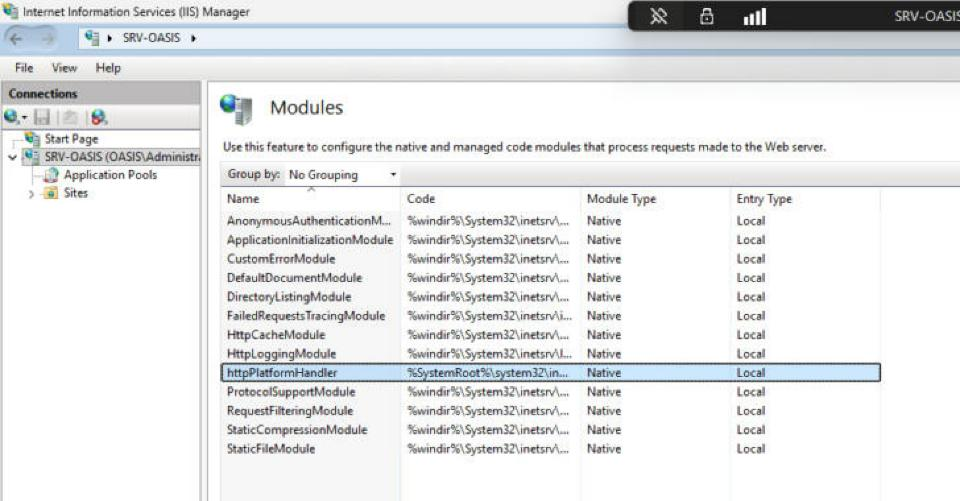 Internet Information Services (IIS) Manager
SRV-OASIS
SRV-OASIS
File View Help
Connections
Start Page
SRV-OASIS (OASIS\Administra
Application Pools
Sites
Modules
Use this feature to configure the native and managed code modules that process requests made to the Web server.
Group by: No Grouping
Name Code Module Type Entry Type
AnonymousAuthenticationM... %windir%\System32\inetsrv\... Native Local
ApplicationInitializationModule %windir%\System32\inetsrv\... Native Local
CustomErrorModule %windir%\System32\inetsrv\... Native Local
DefaultDocumentModule %windir%\System32\inetsrv\... Native Local
DirectoryListingModule %windir%\System32\inetsrv\... Native Local
FailedRequestsTracingModule %windir%\System32\inetsrv\i... Native Local
HttpCacheModule %windir%\System32\inetsrv\... Native Local
HttpLoggingModule %windir%\System32\inetsrv\l... Native Local
httpPlatformHandler %SystemRoot%\system32\in... Native Local
ProtocolSupportModule %windir%\System32\inetsrv\... Native Local
RequestFilteringModule %windir%\System32\inetsrv\... Native Local
StaticCompressionModule %windir%\System32\inetsrv\... Native Local
StaticFileModule %windir%\System32\inetsrv\... Native Local